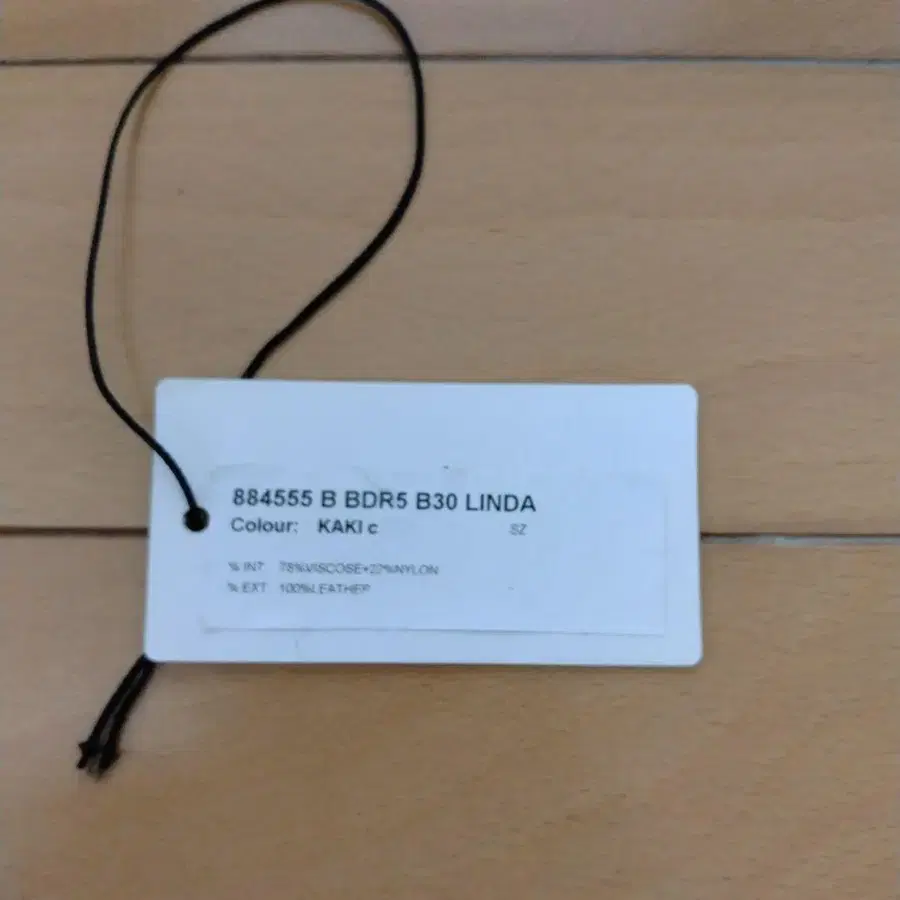 884555 B BDR5 B30 LINDA
Colour: KAKI c SZ
% INT 78%VISCOSE+22%NYLON
% EXT 100%LEATHER